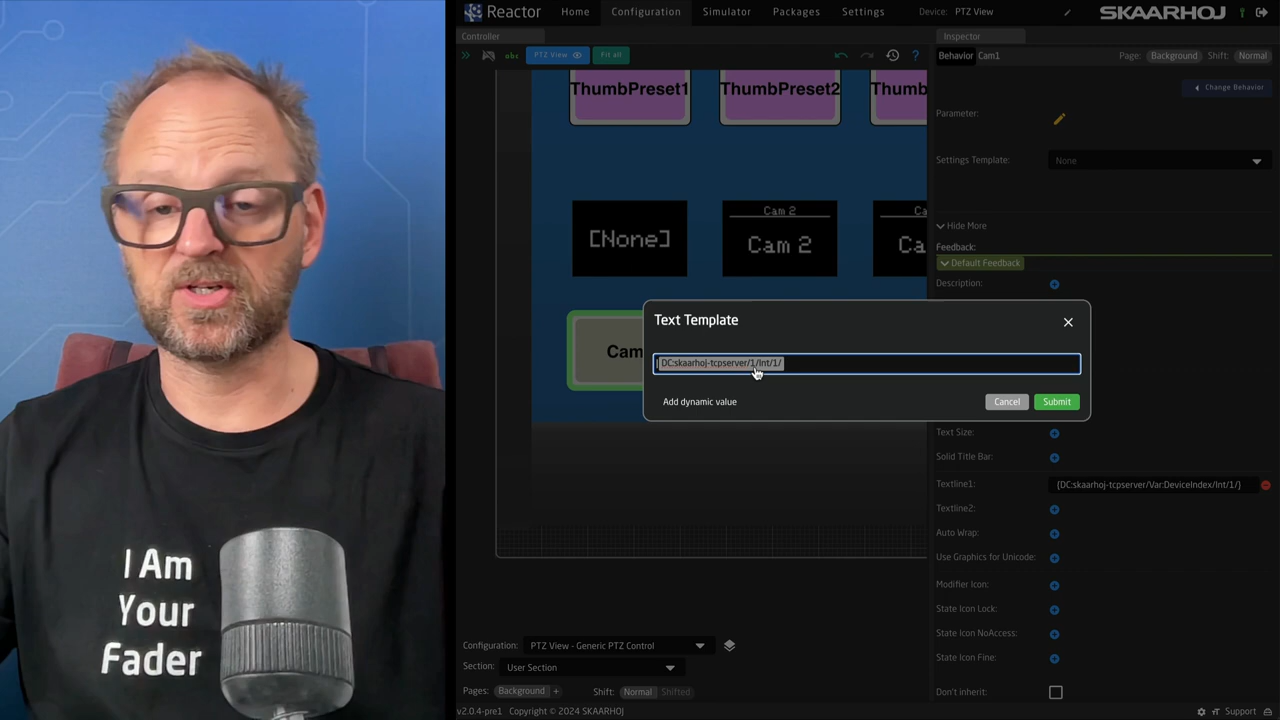 Reactor
Home
Configuration
Simulator
Packages
Settings
Device:
PTZ View
SKAARHOJ
Controller
Inspector
abc
PTZ View
Fit all
?
Behavior
Cam1
Page:
Background
Shift:
Normal
Change Behavior
ThumbPreset1
ThumbPreset2
Thumb
Parameter:
Settings Template:
None
Cam 2
[None]
Cam 2
Ca
Ca
Hide More
Feedback:
Default Feedback
Description:
Text Template
DC:skaarhoj-tcpserver/1/Int/1/
Add dynamic value
Cancel
Submit
Cam
Text Size:
Solid Title Bar:
Textline1:
{DC:skaarhoj-tcpserver/Var:DeviceIndex/Int/1/}
Textline2:
Auto Wrap:
Use Graphics for Unicode:
Modifier Icon:
State Icon Lock:
State Icon NoAccess:
State Icon Fine:
Don't inherit:
I Am
Your
Fader
Configuration:
PTZ View - Generic PTZ Control
Section:
User Section
Pages:
Background
+
Shift:
Normal
Shifted
v2.0.4-pre1
Copyright © 2024 SKAARHOJ
Support